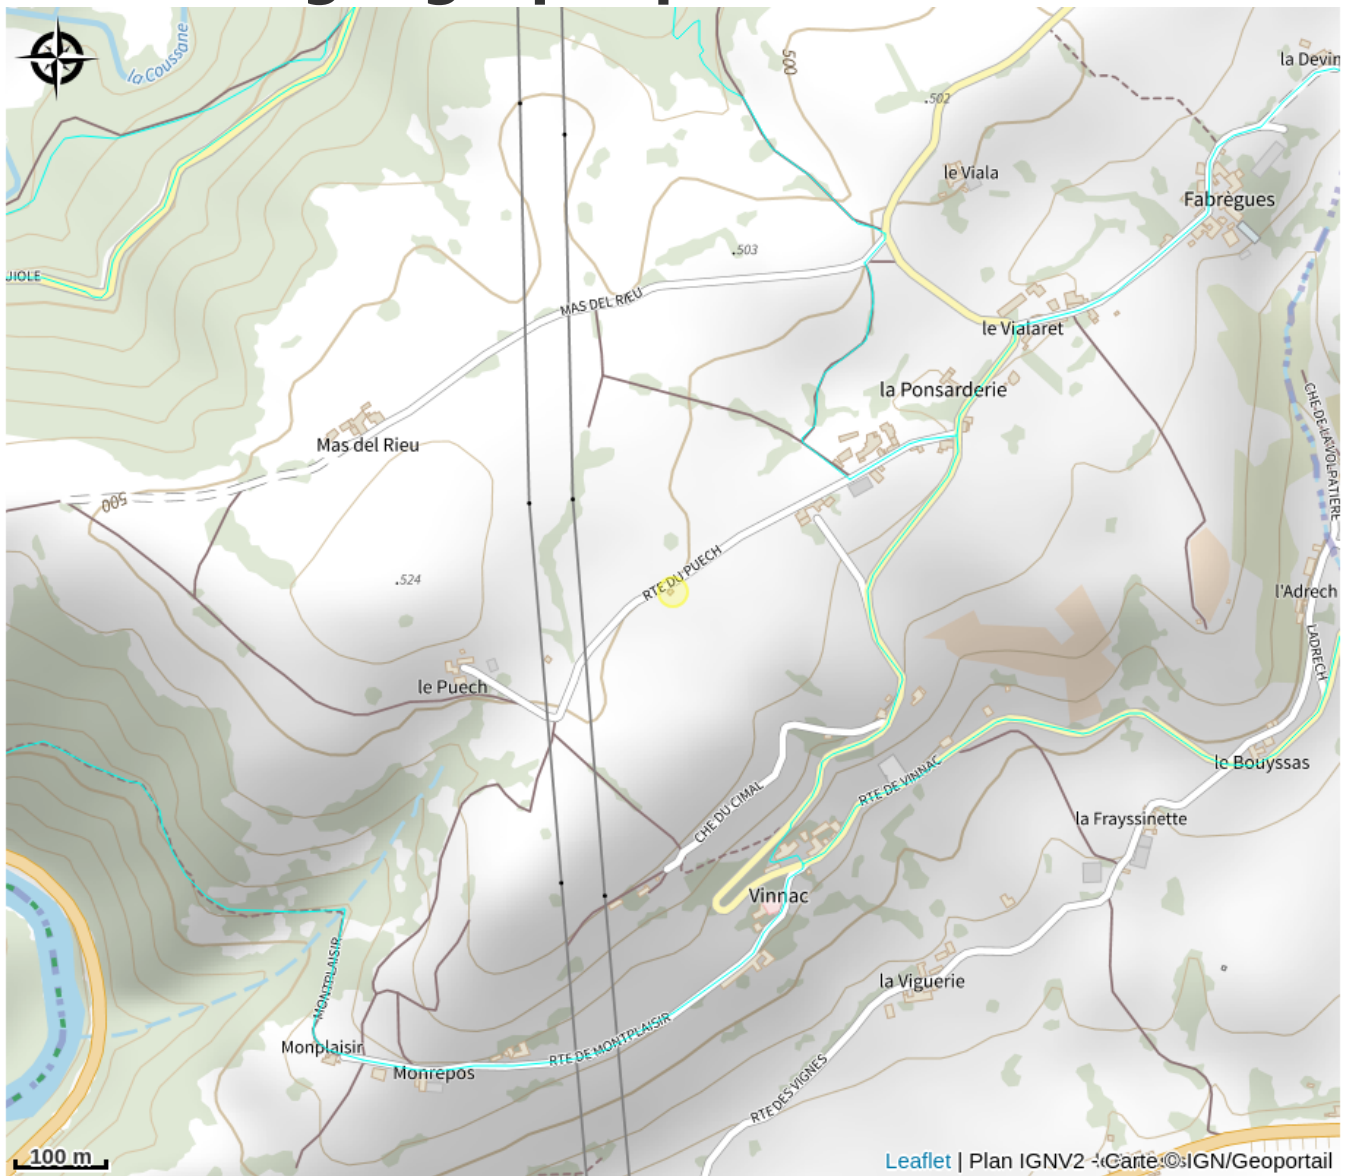 la Coussane
500
la Devin
.502
le Viala
Fabrègues
.503
JIOLE
MAS DEL RIEU
le Vialaret
la Ponsarderie
CHE DE LA VOLPATIERE
Mas del Rieu
500
.524
RTE DU PUECH
l'Adrech
LADRECH
le Puech
le Bouyssas
RTE DE VINNAC
CHE DU CIMAL
la Frayssinette
Vinnac
MONTPLAISIR
la Viguerie
Monplaisir
RTE DE MONTPLAISIR
Monrepos
RTE DES VIGNES
100 m
Leaflet | Plan IGNV2 - Carte © IGN/Geoportail